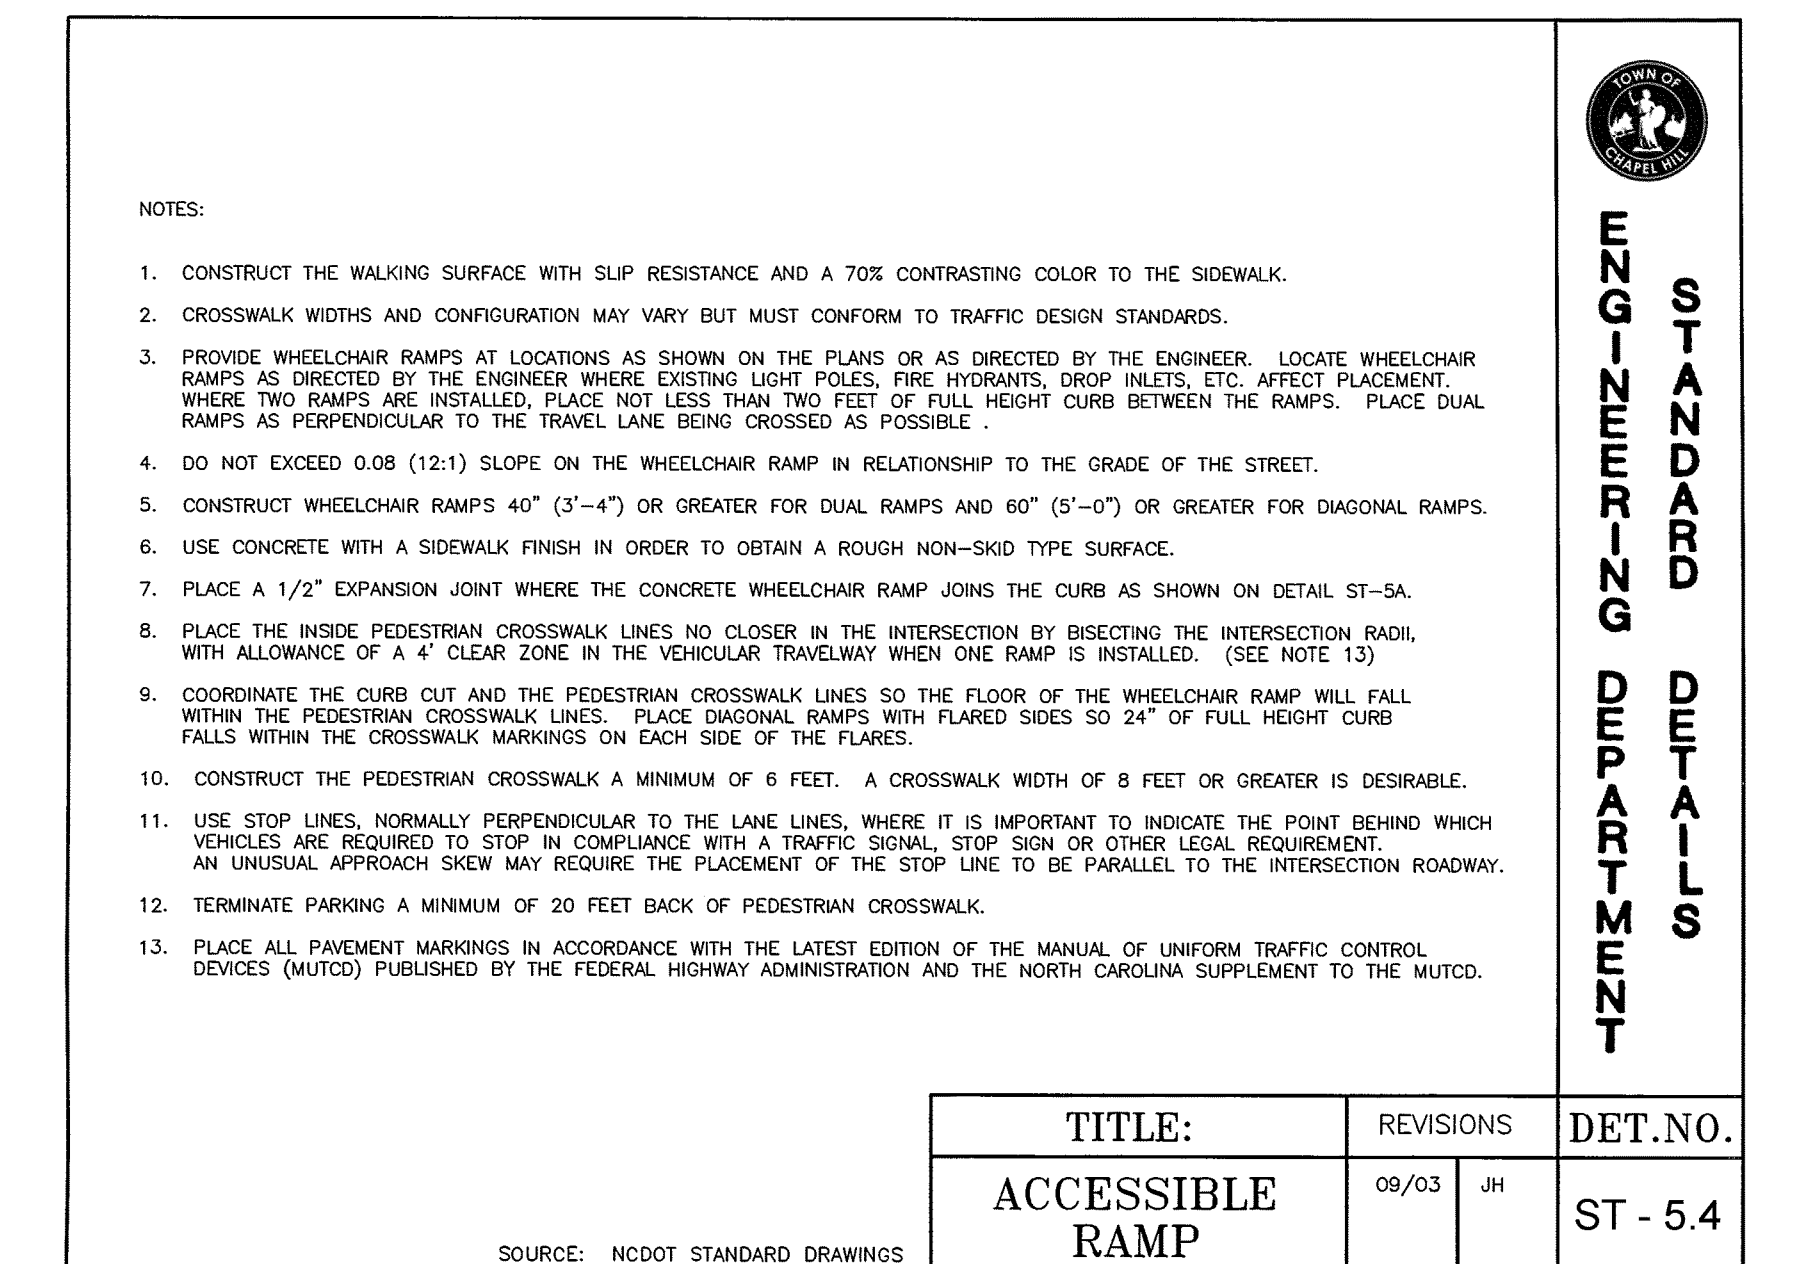 TOWN OF
CHAPEL HILL
ENGINEERING DEPARTMENT
STANDARD DETAILS
NOTES:
1. CONSTRUCT THE WALKING SURFACE WITH SLIP RESISTANCE AND A 70% CONTRASTING COLOR TO THE SIDEWALK.
2. CROSSWALK WIDTHS AND CONFIGURATION MAY VARY BUT MUST CONFORM TO TRAFFIC DESIGN STANDARDS.
3. PROVIDE WHEELCHAIR RAMPS AT LOCATIONS AS SHOWN ON THE PLANS OR AS DIRECTED BY THE ENGINEER. LOCATE WHEELCHAIR
RAMPS AS DIRECTED BY THE ENGINEER WHERE EXISTING LIGHT POLES, FIRE HYDRANTS, DROP INLETS, ETC. AFFECT PLACEMENT.
WHERE TWO RAMPS ARE INSTALLED, PLACE NOT LESS THAN TWO FEET OF FULL HEIGHT CURB BETWEEN THE RAMPS. PLACE DUAL
RAMPS AS PERPENDICULAR TO THE TRAVEL LANE BEING CROSSED AS POSSIBLE .
4. DO NOT EXCEED 0.08 (12:1) SLOPE ON THE WHEELCHAIR RAMP IN RELATIONSHIP TO THE GRADE OF THE STREET.
5. CONSTRUCT WHEELCHAIR RAMPS 40" (3'-4") OR GREATER FOR DUAL RAMPS AND 60" (5'-0") OR GREATER FOR DIAGONAL RAMPS.
6. USE CONCRETE WITH A SIDEWALK FINISH IN ORDER TO OBTAIN A ROUGH NON-SKID TYPE SURFACE.
7. PLACE A 1/2" EXPANSION JOINT WHERE THE CONCRETE WHEELCHAIR RAMP JOINS THE CURB AS SHOWN ON DETAIL ST-5A.
8. PLACE THE INSIDE PEDESTRIAN CROSSWALK LINES NO CLOSER IN THE INTERSECTION BY BISECTING THE INTERSECTION RADII,
WITH ALLOWANCE OF A 4' CLEAR ZONE IN THE VEHICULAR TRAVELWAY WHEN ONE RAMP IS INSTALLED. (SEE NOTE 13)
9. COORDINATE THE CURB CUT AND THE PEDESTRIAN CROSSWALK LINES SO THE FLOOR OF THE WHEELCHAIR RAMP WILL FALL
WITHIN THE PEDESTRIAN CROSSWALK LINES. PLACE DIAGONAL RAMPS WITH FLARED SIDES SO 24" OF FULL HEIGHT CURB
FALLS WITHIN THE CROSSWALK MARKINGS ON EACH SIDE OF THE FLARES.
10. CONSTRUCT THE PEDESTRIAN CROSSWALK A MINIMUM OF 6 FEET. A CROSSWALK WIDTH OF 8 FEET OR GREATER IS DESIRABLE.
11. USE STOP LINES, NORMALLY PERPENDICULAR TO THE LANE LINES, WHERE IT IS IMPORTANT TO INDICATE THE POINT BEHIND WHICH
VEHICLES ARE REQUIRED TO STOP IN COMPLIANCE WITH A TRAFFIC SIGNAL, STOP SIGN OR OTHER LEGAL REQUIREMENT.
AN UNUSUAL APPROACH SKEW MAY REQUIRE THE PLACEMENT OF THE STOP LINE TO BE PARALLEL TO THE INTERSECTION ROADWAY.
12. TERMINATE PARKING A MINIMUM OF 20 FEET BACK OF PEDESTRIAN CROSSWALK.
13. PLACE ALL PAVEMENT MARKINGS IN ACCORDANCE WITH THE LATEST EDITION OF THE MANUAL OF UNIFORM TRAFFIC CONTROL
DEVICES (MUTCD) PUBLISHED BY THE FEDERAL HIGHWAY ADMINISTRATION AND THE NORTH CAROLINA SUPPLEMENT TO THE MUTCD.
SOURCE: NCDOT STANDARD DRAWINGS
TITLE:
ACCESSIBLE
RAMP
REVISIONS
09/03 JH
DET.NO.
ST - 5.4